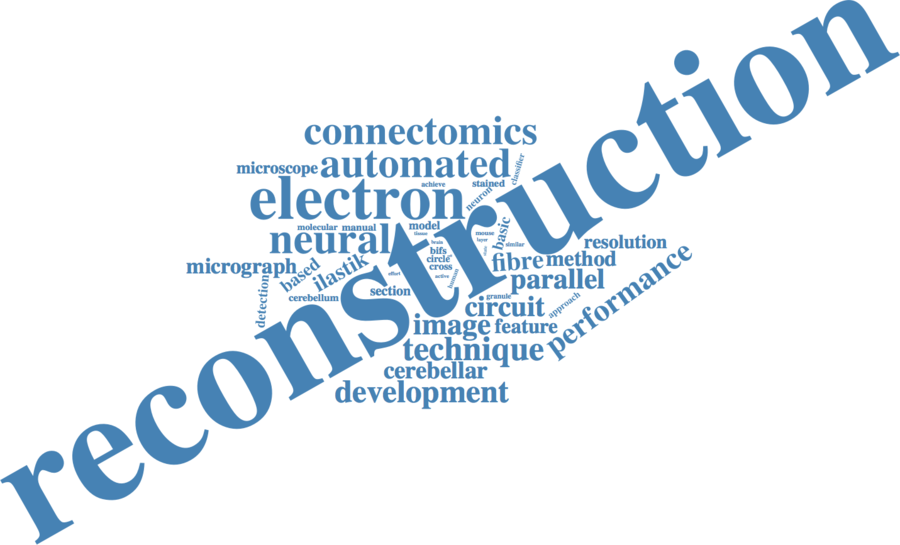 reconstruction
connectomics
microscope
automated
classifier
achieve
stained
electron
neuron
molecular
manual
model
basic
neural
tissue
mouse
brain
layer
similar
resolution
bifs
micrograph
based
ilastik
circle
cross
fibre
method
effect
active
human
parallel
performance
detection
cerebellum
section
granule
approach
circuit
image
feature
technique
cerebellar
development